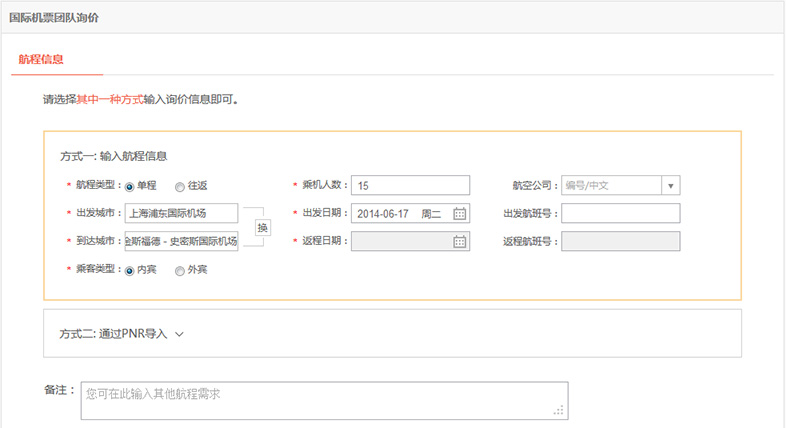 国际机票团队询价
航程信息
请选择其中一种方式输入询价信息即可。
方式一: 输入航程信息
* 航程类型: 单程 往返 * 乘机人数: 15 航空公司: 编号/中文
* 出发城市: 上海浦东国际机场 * 出发日期: 2014-06-17 周二 出发航班号:
换
* 到达城市: 金斯福德 - 史密斯国际机场 * 返程日期: 返程航班号:
* 乘客类型: 内宾 外宾
方式二: 通过PNR导入
备注: 您可在此输入其他航程需求